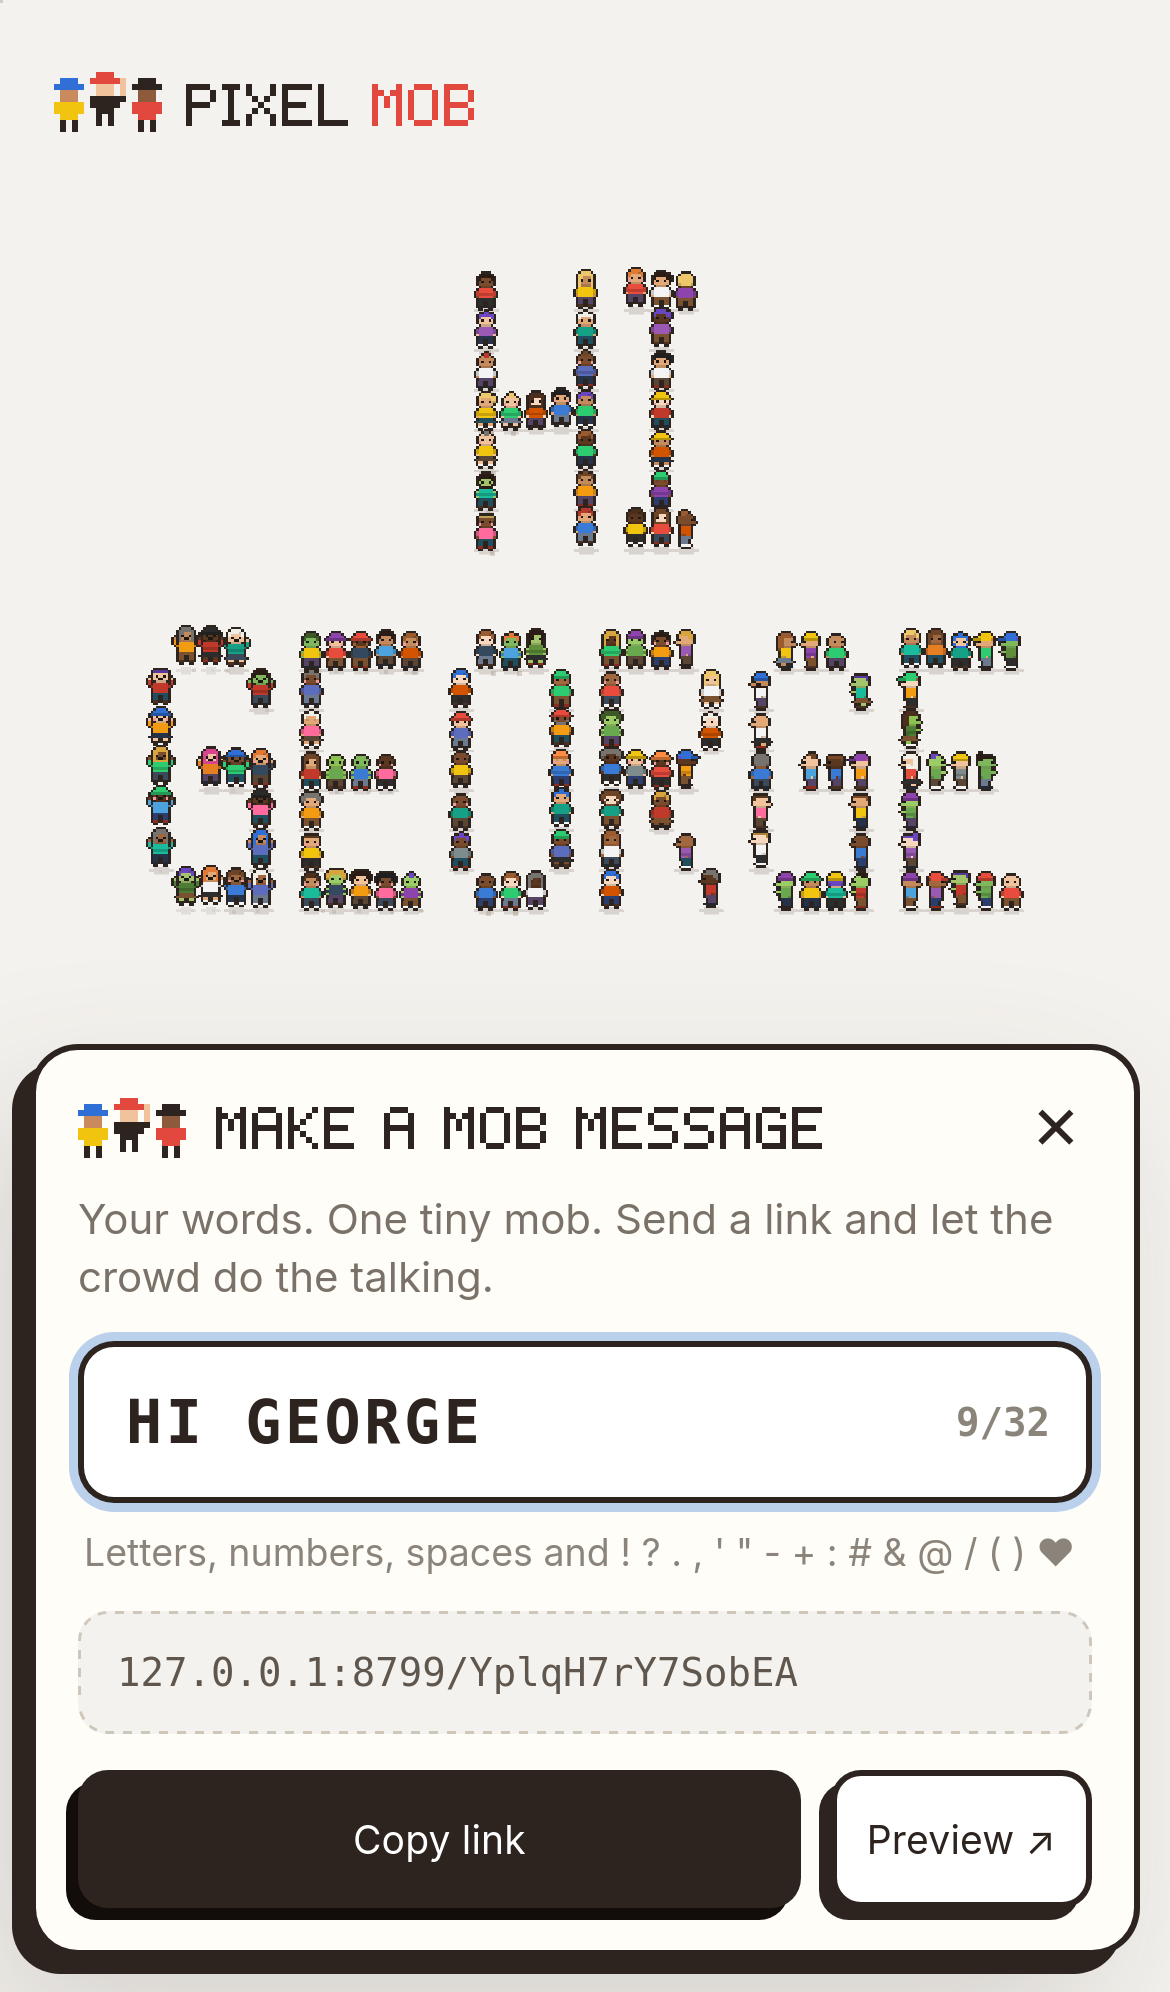 PIXEL MOB
HI
GEORGE
MAKE A MOB MESSAGE
Your words. One tiny mob. Send a link and let the
crowd do the talking.
HI GEORGE 9/32
Letters, numbers, spaces and ! ? . , ' " - + : # & @ / ( ) ♥
127.0.0.1:8799/YplqH7rY7SobEA
Copy link Preview ↗